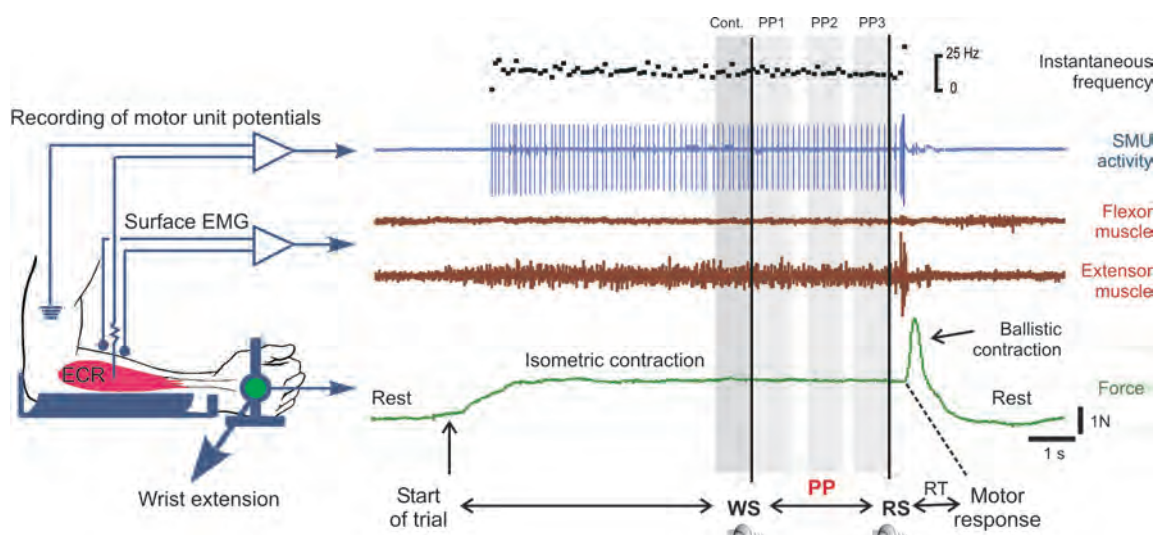 Cont. PP1 PP2 PP3
25 Hz
0
Instantaneous
frequency
Recording of motor unit potentials
SMU
activity
Surface EMG
Flexor
muscle
Extensor
muscle
ECR
Isometric contraction
Ballistic
contraction
Rest
Rest
Force
1N
1 s
Wrist extension
Start
of trial
WS
PP
RS
RT
Motor
response